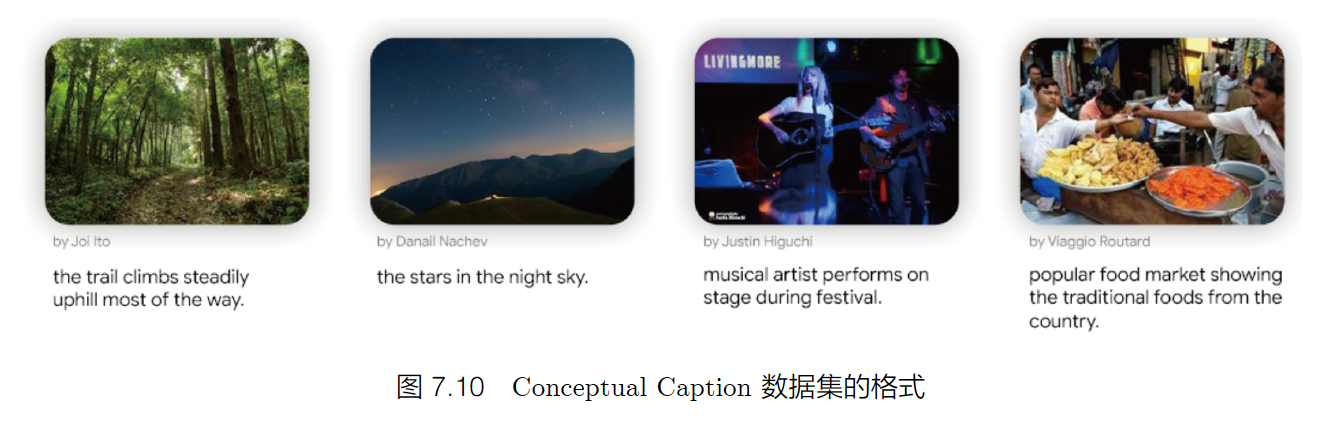 LIVINGMORE
by Joi Ito
the trail climbs steadily
uphill most of the way.
by Danail Nachev
the stars in the night sky.
by Justin Higuchi
musical artist performs on
stage during festival.
by Viaggio Routard
popular food market showing
the traditional foods from the
country.
图 7.10 Conceptual Caption 数据集的格式